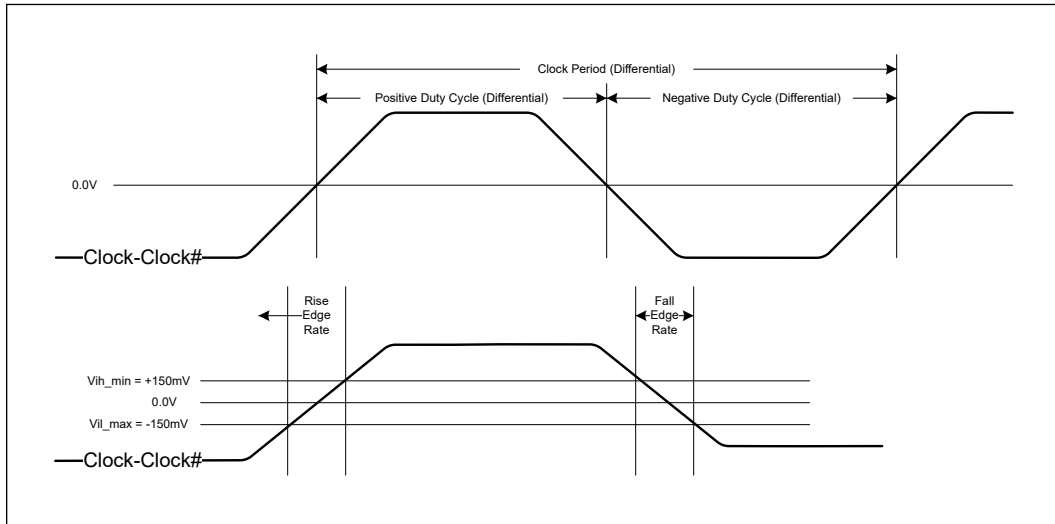 Clock Period (Differential)
Positive Duty Cycle (Differential)
Negative Duty Cycle (Differential)
0.0V
Clock-Clock#
Rise
Edge
Rate
Fall
Edge
Rate
Vih_min = +150mV
0.0V
Vil_max = -150mV
Clock-Clock#